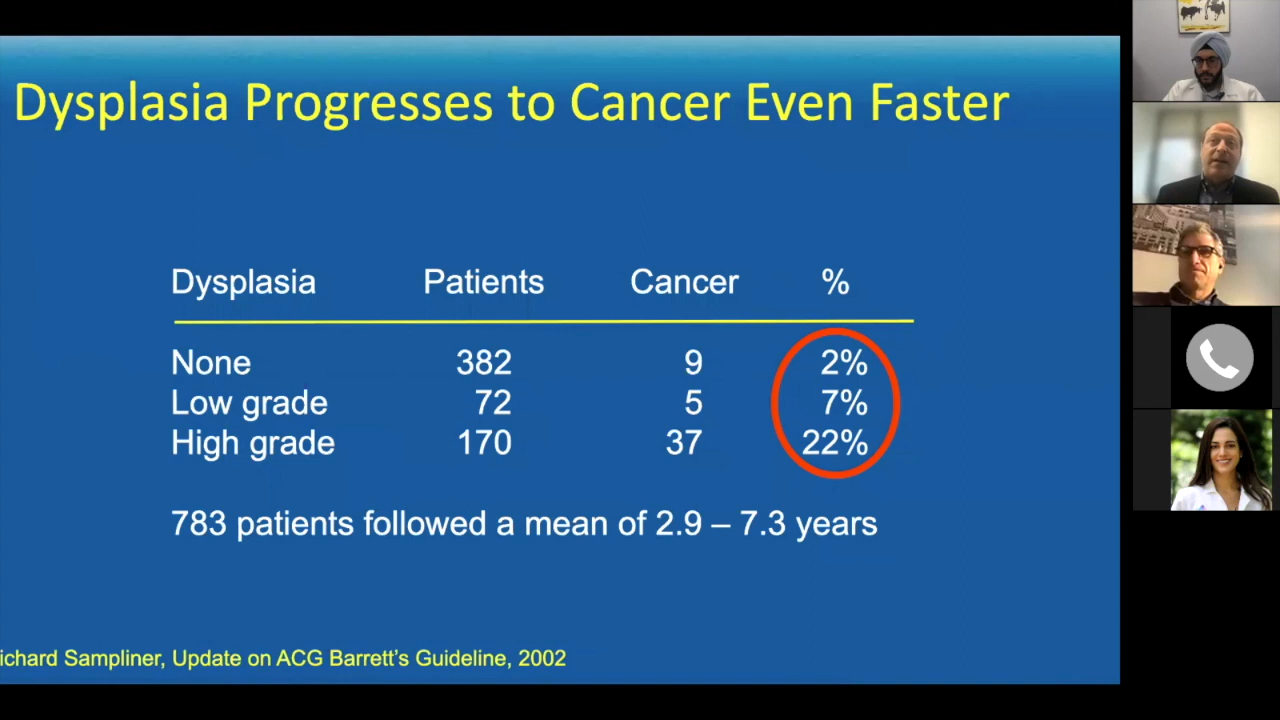 Dysplasia Progresses to Cancer Even Faster
Dysplasia Patients Cancer %
None 382 9 2%
Low grade 72 5 7%
High grade 170 37 22%
783 patients followed a mean of 2.9 – 7.3 years
ichard Sampliner, Update on ACG Barrett's Guideline, 2002